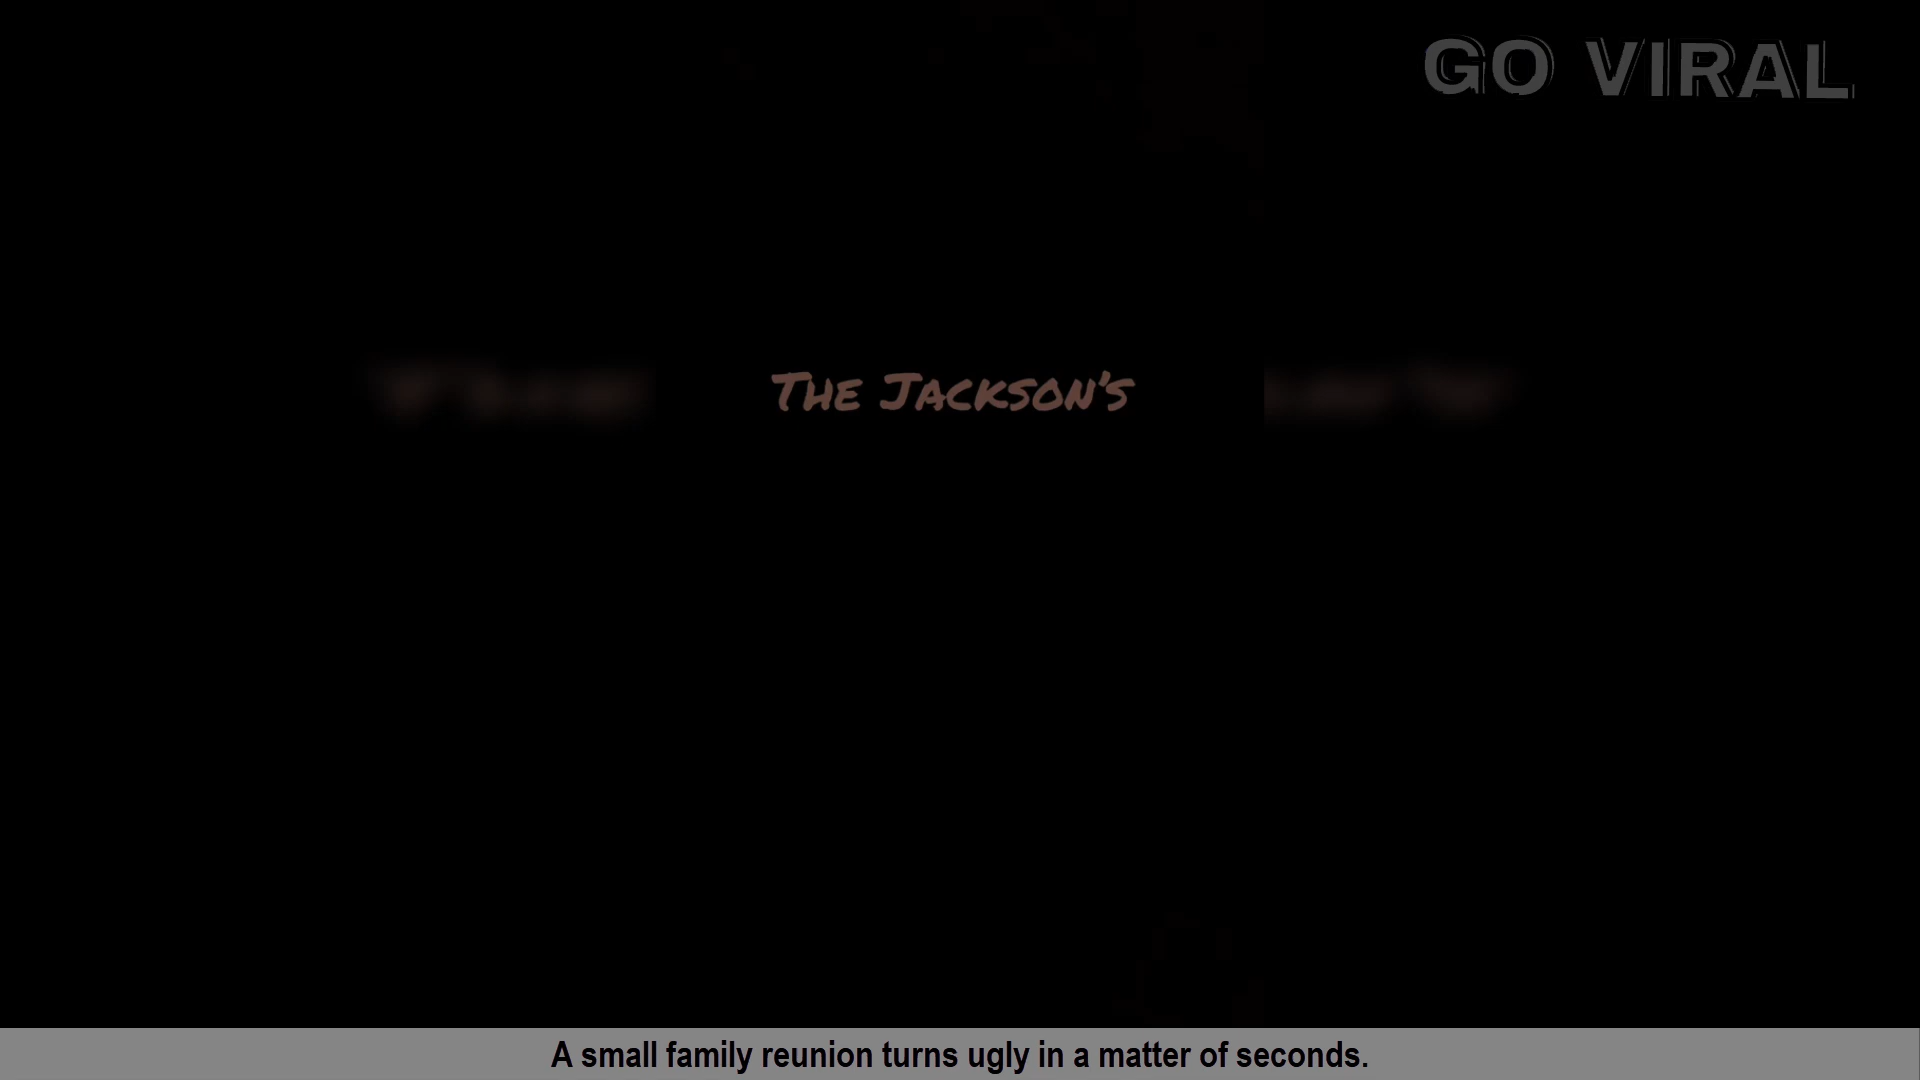 GO VIRAL
The Jackson's
A small family reunion turns ugly in a matter of seconds.